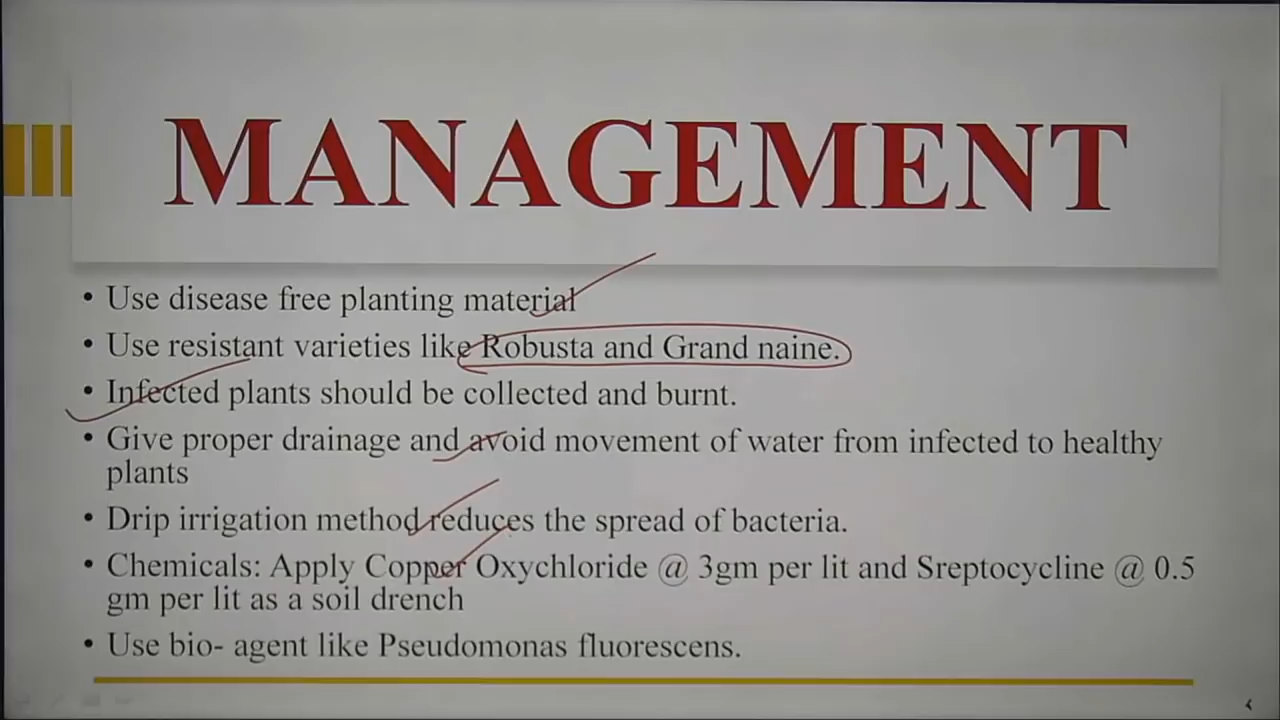 MANAGEMENT
• Use disease free planting material
• Use resistant varieties like Robusta and Grand naine.
• Infected plants should be collected and burnt.
• Give proper drainage and avoid movement of water from infected to healthy
plants
• Drip irrigation method reduces the spread of bacteria.
• Chemicals: Apply Copper Oxychloride @ 3gm per lit and Sreptocycline @ 0.5
gm per lit as a soil drench
• Use bio- agent like Pseudomonas fluorescens.